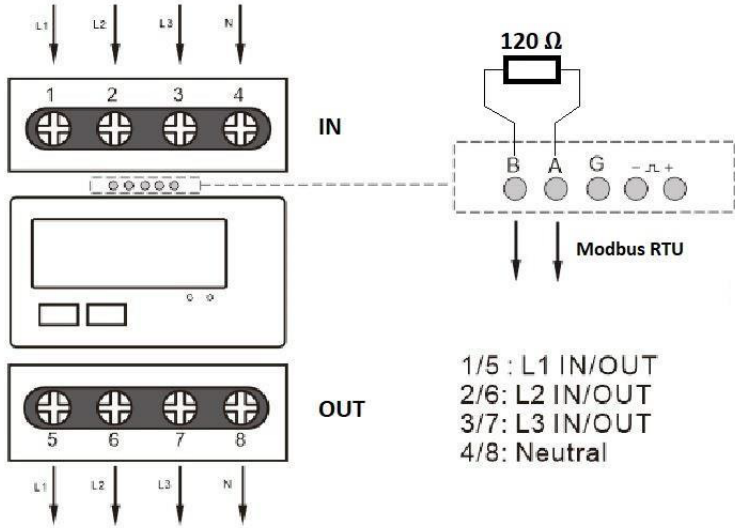 L1 L2 L3 N
1 2 3 4
IN
120 Ω
B A G - ⎍ +
Modbus RTU
OUT
5 6 7 8
L1 L2 L3 N
1/5 : L1 IN/OUT
2/6: L2 IN/OUT
3/7: L3 IN/OUT
4/8: Neutral